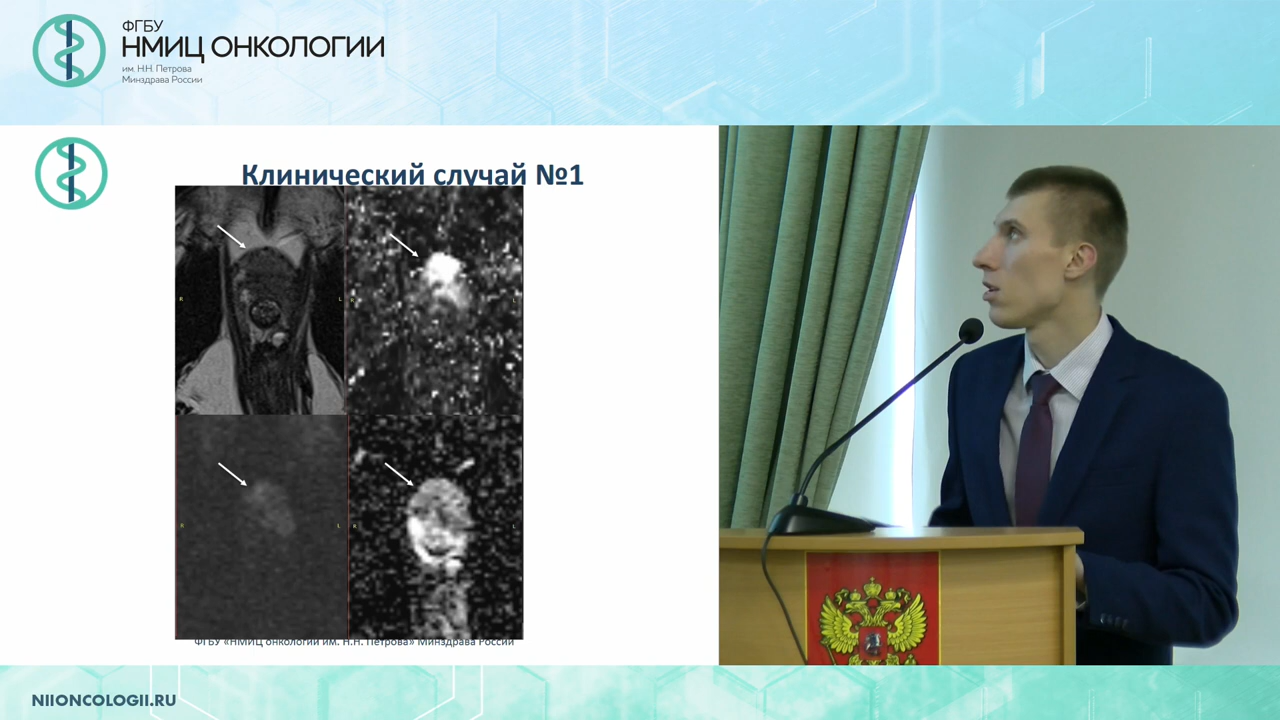 ФГБУ
НМИЦ ОНКОЛОГИИ
им. Н.Н. Петрова
Минздрава России
Клинический случай №1
R
L
R
L
R
L
R
L
ФГБУ «НМИЦ онкологии им. Н.Н. Петрова» Минздрава России
NIIONCOLOGII.RU